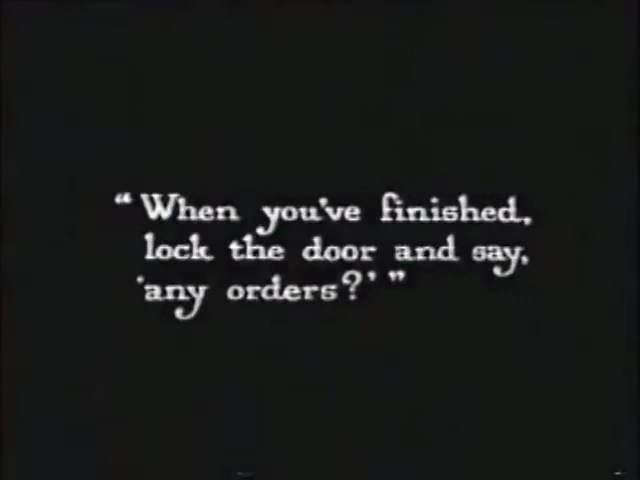 “When you've finished,
lock the door and say,
'any orders?'”